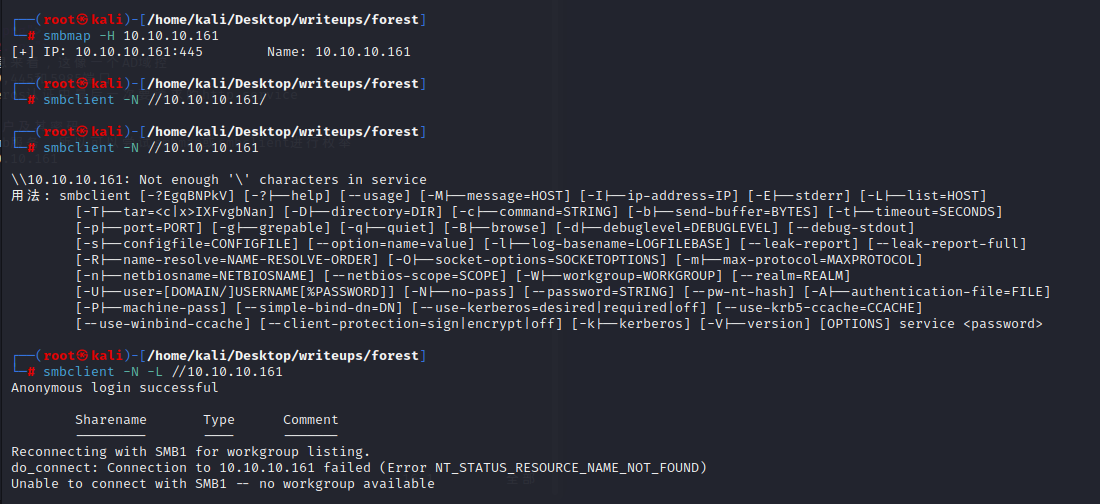 ┌──(root㉿kali)-[/home/kali/Desktop/writeups/forest]
└─# smbmap -H 10.10.10.161
[+] IP: 10.10.10.161:445        Name: 10.10.10.161
┌──(root㉿kali)-[/home/kali/Desktop/writeups/forest]
└─# smbclient -N //10.10.10.161/
┌──(root㉿kali)-[/home/kali/Desktop/writeups/forest]
└─# smbclient -N //10.10.10.161
\\10.10.10.161: Not enough '\' characters in service
用法: smbclient [-?EgqBNPkV] [-?├──help] [--usage] [-M├──message=HOST] [-I├──ip-address=IP] [-E├──stderr] [-L├──list=HOST]
        [-T├──tar=<c|x>IXFvgbNan] [-D├──directory=DIR] [-c├──command=STRING] [-b├──send-buffer=BYTES] [-t├──timeout=SECONDS]
        [-p├──port=PORT] [-g├──grepable] [-q├──quiet] [-B├──browse] [-d├──debuglevel=DEBUGLEVEL] [--debug-stdout]
        [-s├──configfile=CONFIGFILE] [--option=name=value] [-l├──log-basename=LOGFILEBASE] [--leak-report] [--leak-report-full]
        [-R├──name-resolve=NAME-RESOLVE-ORDER] [-O├──socket-options=SOCKETOPTIONS] [-m├──max-protocol=MAXPROTOCOL]
        [-n├──netbiosname=NETBIOSNAME] [--netbios-scope=SCOPE] [-W├──workgroup=WORKGROUP] [--realm=REALM]
        [-U├──user=[DOMAIN/]USERNAME[%PASSWORD]] [-N├──no-pass] [--password=STRING] [--pw-nt-hash] [-A├──authentication-file=FILE]
        [-P├──machine-pass] [--simple-bind-dn=DN] [--use-kerberos=desired|required|off] [--use-krb5-ccache=CCACHE]
        [--use-winbind-ccache] [--client-protection=sign|encrypt|off] [-k├──kerberos] [-V├──version] [OPTIONS] service <password>
┌──(root㉿kali)-[/home/kali/Desktop/writeups/forest]
└─# smbclient -N -L //10.10.10.161
Anonymous login successful
        Sharename       Type      Comment
        ---------       ----      -------
Reconnecting with SMB1 for workgroup listing.
do_connect: Connection to 10.10.10.161 failed (Error NT_STATUS_RESOURCE_NAME_NOT_FOUND)
Unable to connect with SMB1 -- no workgroup available